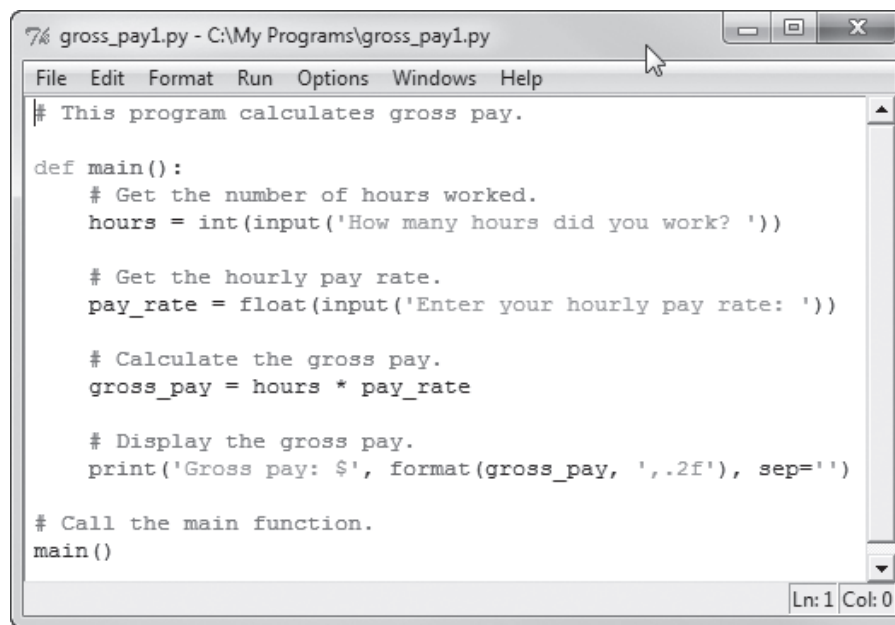 gross_pay1.py - C:\My Programs\gross_pay1.py
File Edit Format Run Options Windows Help
# This program calculates gross pay.
def main():
    # Get the number of hours worked.
    hours = int(input('How many hours did you work? '))
    # Get the hourly pay rate.
    pay_rate = float(input('Enter your hourly pay rate: '))
    # Calculate the gross pay.
    gross_pay = hours * pay_rate
    # Display the gross pay.
    print('Gross pay: $', format(gross_pay, ',.2f'), sep='')
# Call the main function.
main()
Ln: 1 Col: 0